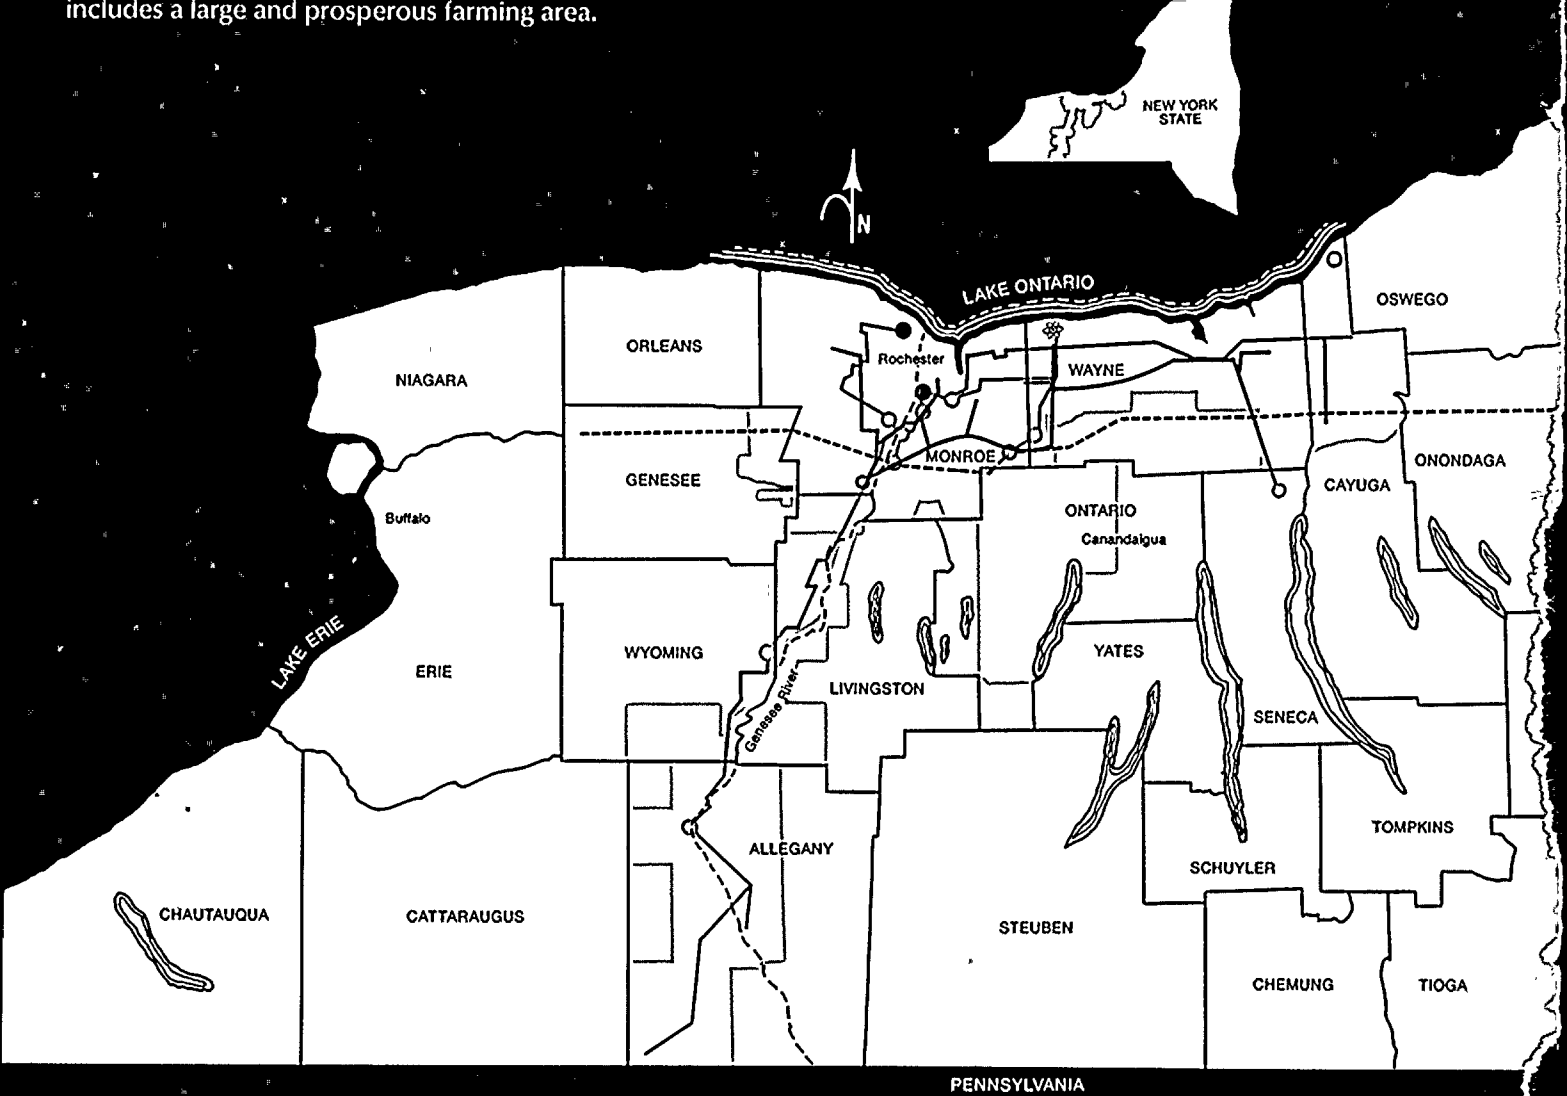 includes a large and prosperous farming area.
NEW YORK
STATE
N
LAKE ONTARIO
OSWEGO
ORLEANS
Rochester
NIAGARA
WAYNE
MONROE
ONONDAGA
GENESEE
CAYUGA
ONTARIO
Buffalo
Canandaigua
LAKE ERIE
WYOMING
YATES
ERIE
LIVINGSTON
Genesee River
SENECA
TOMPKINS
ALLEGANY
SCHUYLER
CHAUTAUQUA
CATTARAUGUS
STEUBEN
CHEMUNG
TIOGA
PENNSYLVANIA